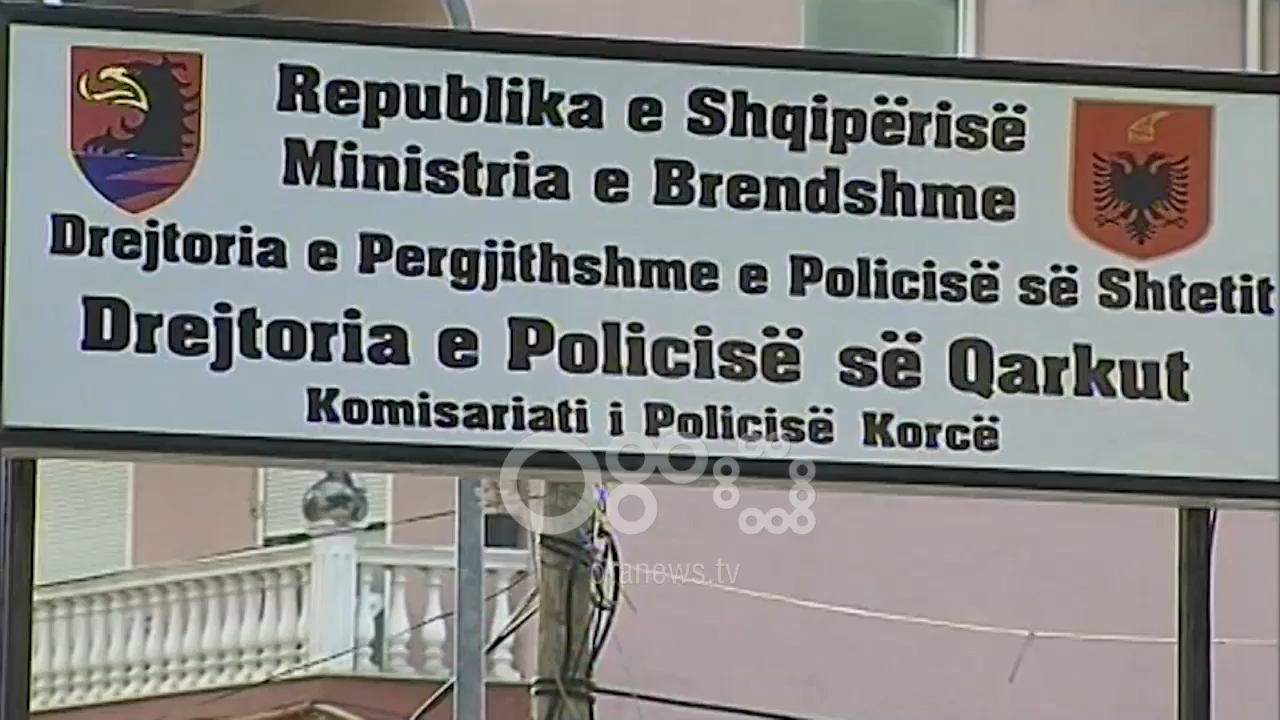 Republika e Shqipërisë
Ministria e Brendshme
Drejtoria e Pergjithshme e Policisë së Shtetit
Drejtoria e Policisë së Qarkut
Komisariati i Policisë Korcë
oranews.tv